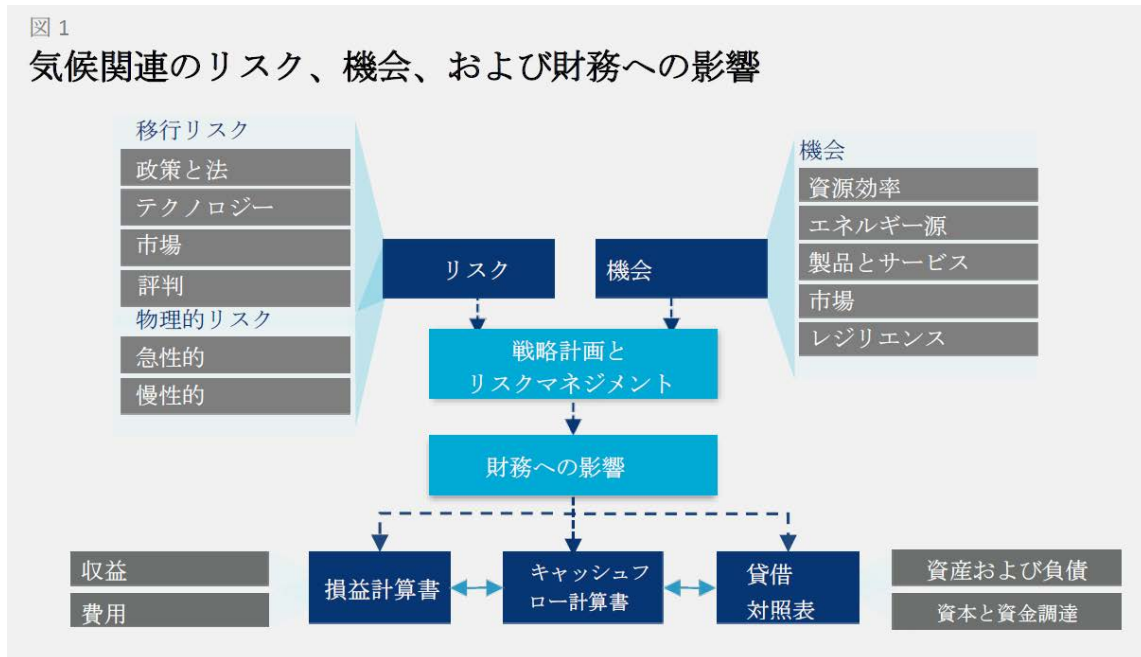 図 1
気候関連のリスク、機会、および財務への影響
移行リスク
政策と法
テクノロジー
市場
評判
物理的リスク
急性的
慢性的
リスク
機会
機会
資源効率
エネルギー源
製品とサービス
市場
レジリエンス
戦略計画と
リスクマネジメント
財務への影響
収益
費用
損益計算書
キャッシュフ
ロー計算書
貸借
対照表
資産および負債
資本と資金調達